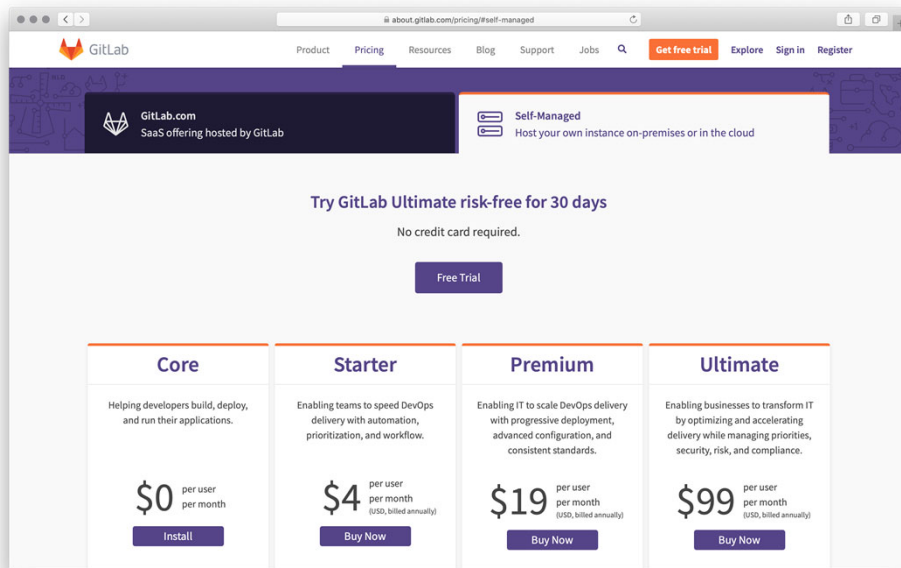 about.gitlab.com/pricing/#self-managed
GitLab
Product Pricing Resources Blog Support Jobs Get free trial Explore Sign in Register
GitLab.com
SaaS offering hosted by GitLab
Self-Managed
Host your own instance on-premises or in the cloud
Try GitLab Ultimate risk-free for 30 days
No credit card required.
Free Trial
Core
Helping developers build, deploy,
and run their applications.
$0 per user
per month
Install
Starter
Enabling teams to speed DevOps
delivery with automation,
prioritization, and workflow.
$4 per user
per month
(USD, billed annually)
Buy Now
Premium
Enabling IT to scale DevOps delivery
with progressive deployment,
advanced configuration, and
consistent standards.
$19 per user
per month
(USD, billed annually)
Buy Now
Ultimate
Enabling businesses to transform IT
by optimizing and accelerating
delivery while managing priorities,
security, risk, and compliance.
$99 per user
per month
(USD, billed annually)
Buy Now